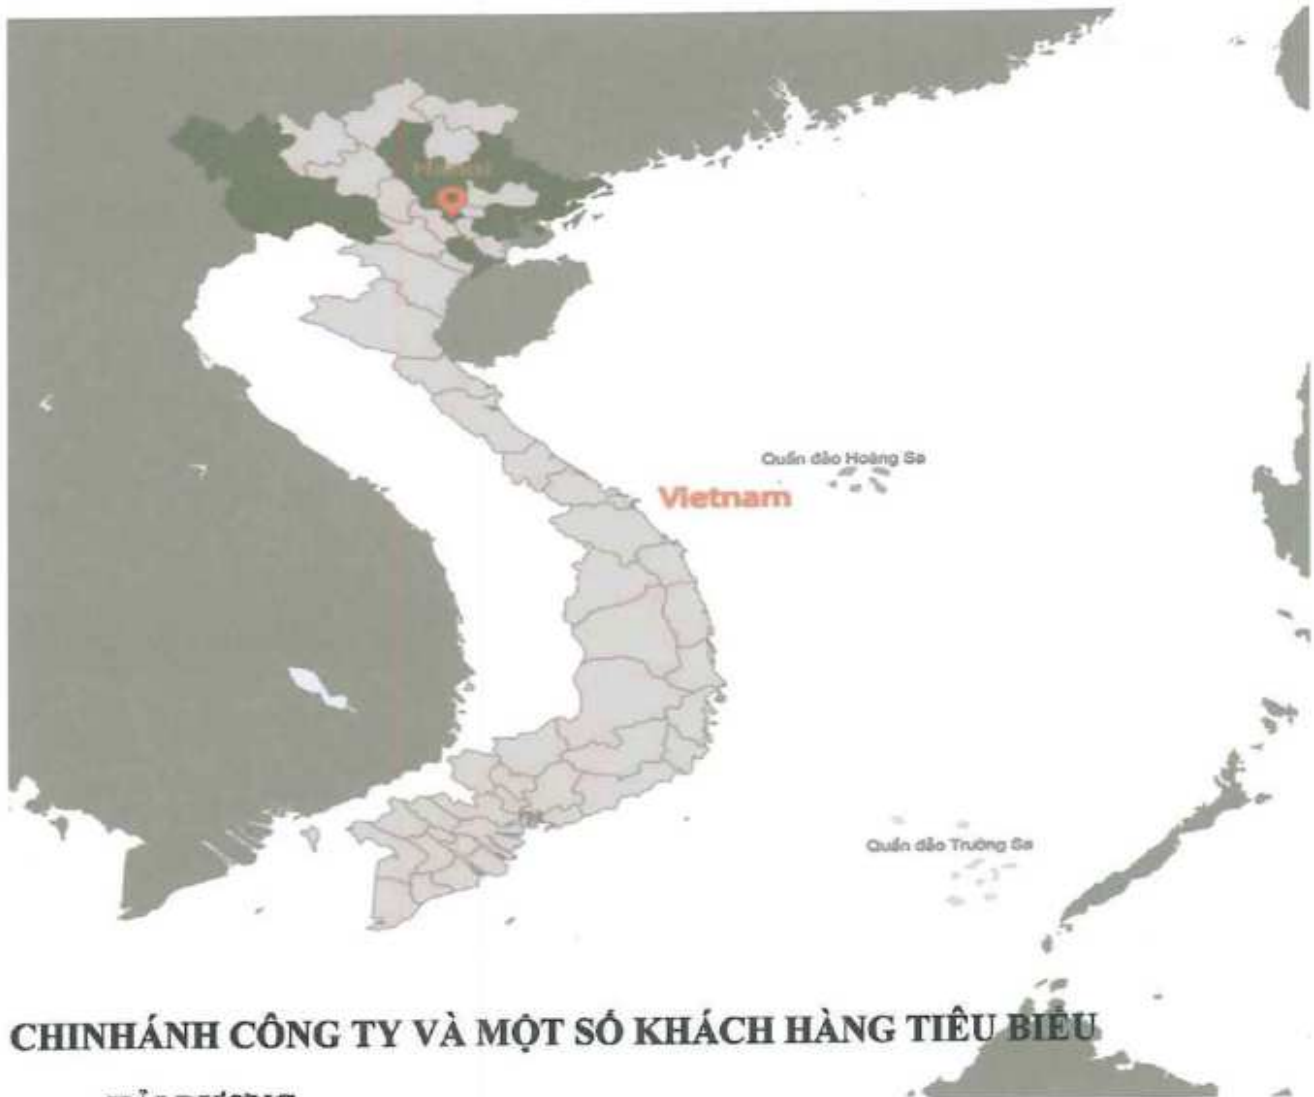 Quần đảo Hoàng Sa
Vietnam
Quần đảo Trường Sa
CHINHÁNH CÔNG TY VÀ MỘT SỐ KHÁCH HÀNG TIÊU BIỂU